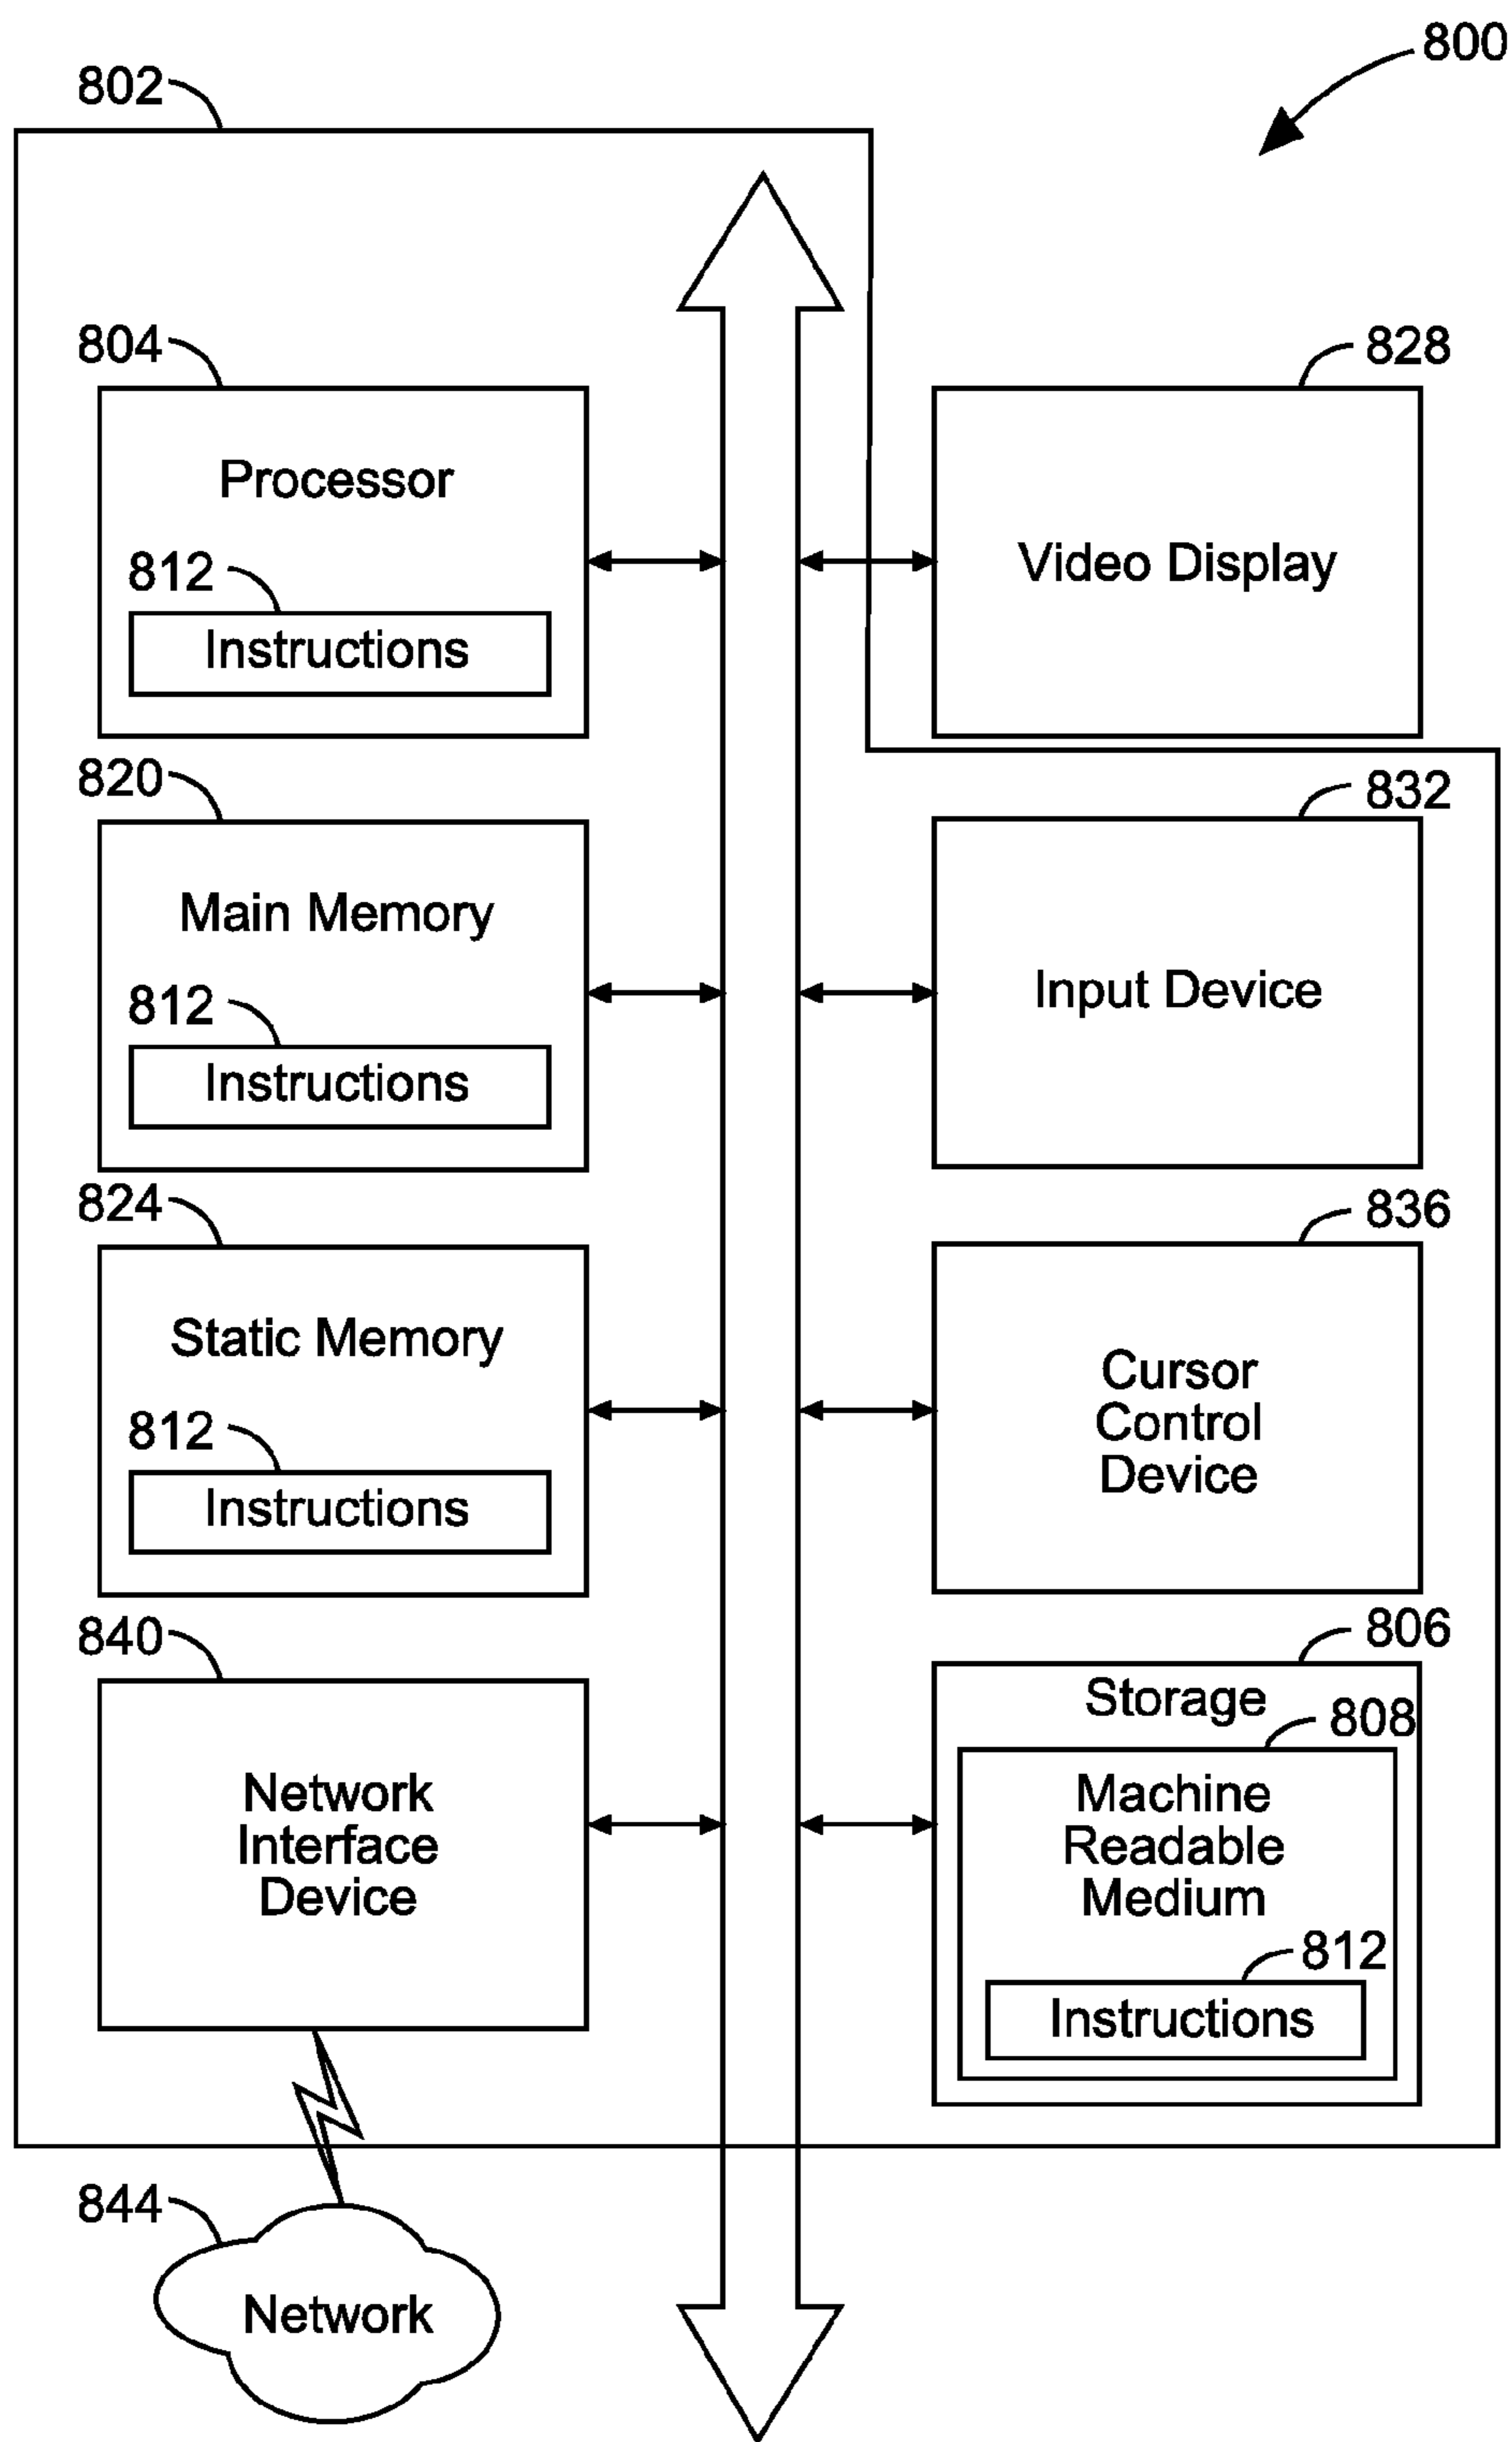 800
802
804
Processor
812
Instructions
828
Video Display
820
Main Memory
812
Instructions
832
Input Device
824
Static Memory
812
Instructions
836
Cursor
Control
Device
840
Network
Interface
Device
806
Storage
808
Machine
Readable
Medium
812
Instructions
844
Network